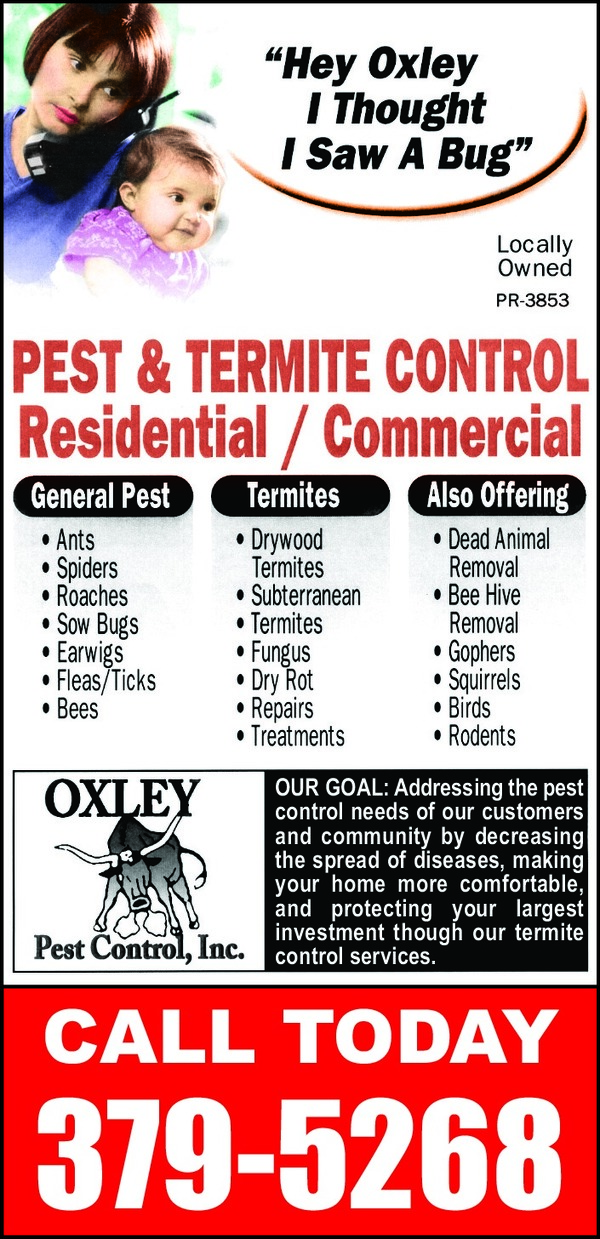 “Hey Oxley
I Thought
I Saw A Bug”
Locally
Owned
PR-3853
PEST & TERMITE CONTROL
Residential / Commercial
General Pest
• Ants
• Spiders
• Roaches
• Sow Bugs
• Earwigs
• Fleas/Ticks
• Bees
Termites
• Drywood
Termites
• Subterranean
• Termites
• Fungus
• Dry Rot
• Repairs
• Treatments
Also Offering
• Dead Animal
Removal
• Bee Hive
Removal
• Gophers
• Squirrels
• Birds
• Rodents
OXLEY
Pest Control, Inc.
OUR GOAL: Addressing the pest
control needs of our customers
and community by decreasing
the spread of diseases, making
your home more comfortable,
and protecting your largest
investment though our termite
control services.
CALL TODAY
379-5268